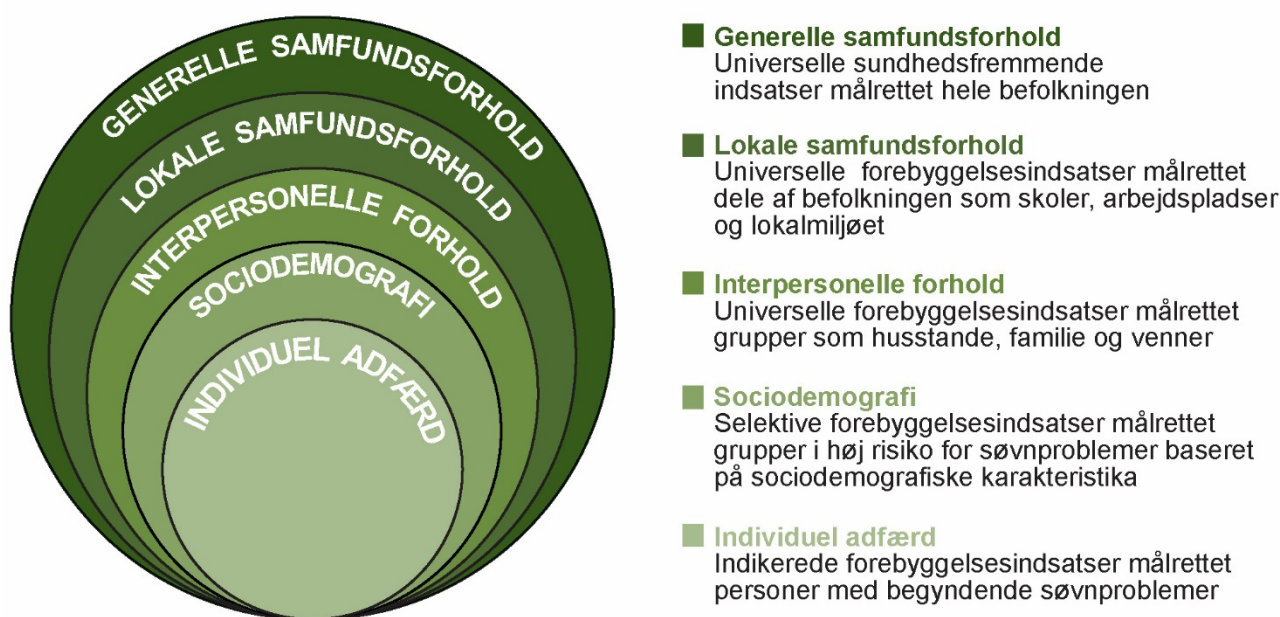 GENERELLE SAMFUNDSFORHOLD
LOKALE SAMFUNDSFORHOLD
INTERPERSONELLE FORHOLD
SOCIODEMOGRAFI
INDIVIDUEL ADFÆRD
Generelle samfundsforhold
Universelle sundhedsfremmende
indsatser målrettet hele befolkningen
Lokale samfundsforhold
Universelle forebyggelsesindsatser målrettet
dele af befolkningen som skoler, arbejdspladser
og lokalmiljøet
Interpersonelle forhold
Universelle forebyggelsesindsatser målrettet
grupper som husstande, familie og venner
Sociodemografi
Selektive forebyggelsesindsatser målrettet
grupper i høj risiko for søvnproblemer baseret
på sociodemografiske karakteristika
Individuel adfærd
Indikerede forebyggelsesindsatser målrettet
personer med begyndende søvnproblemer